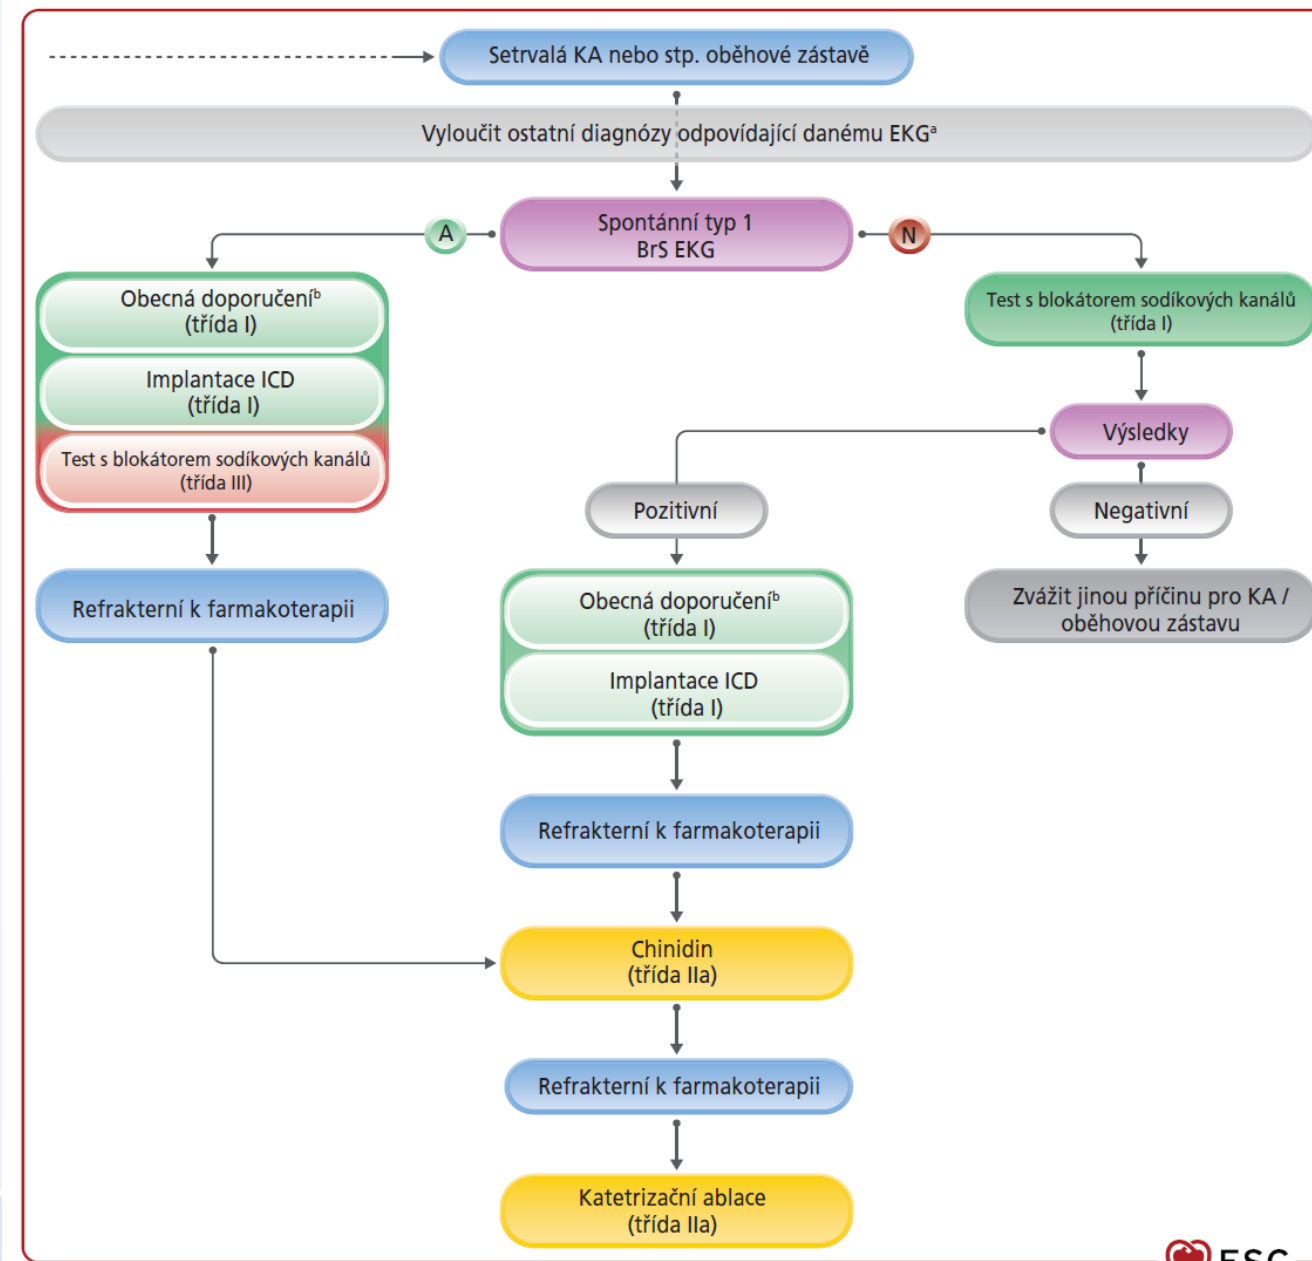 Setrvalá KA nebo stp. oběhové zástavě
Vyloučit ostatní diagnózy odpovídající danému EKGᵃ
A
Spontánní typ 1
BrS EKG
N
Obecná doporučeníᵇ
(třída I)
Implantace ICD
(třída I)
Test s blokátorem sodíkových kanálů
(třída III)
Test s blokátorem sodíkových kanálů
(třída I)
Výsledky
Pozitivní
Negativní
Refrakterní k farmakoterapii
Obecná doporučeníᵇ
(třída I)
Implantace ICD
(třída I)
Zvážit jinou příčinu pro KA /
oběhovou zástavu
Refrakterní k farmakoterapii
Chinidin
(třída IIa)
Refrakterní k farmakoterapii
Katetrizační ablace
(třída IIa)
ESC